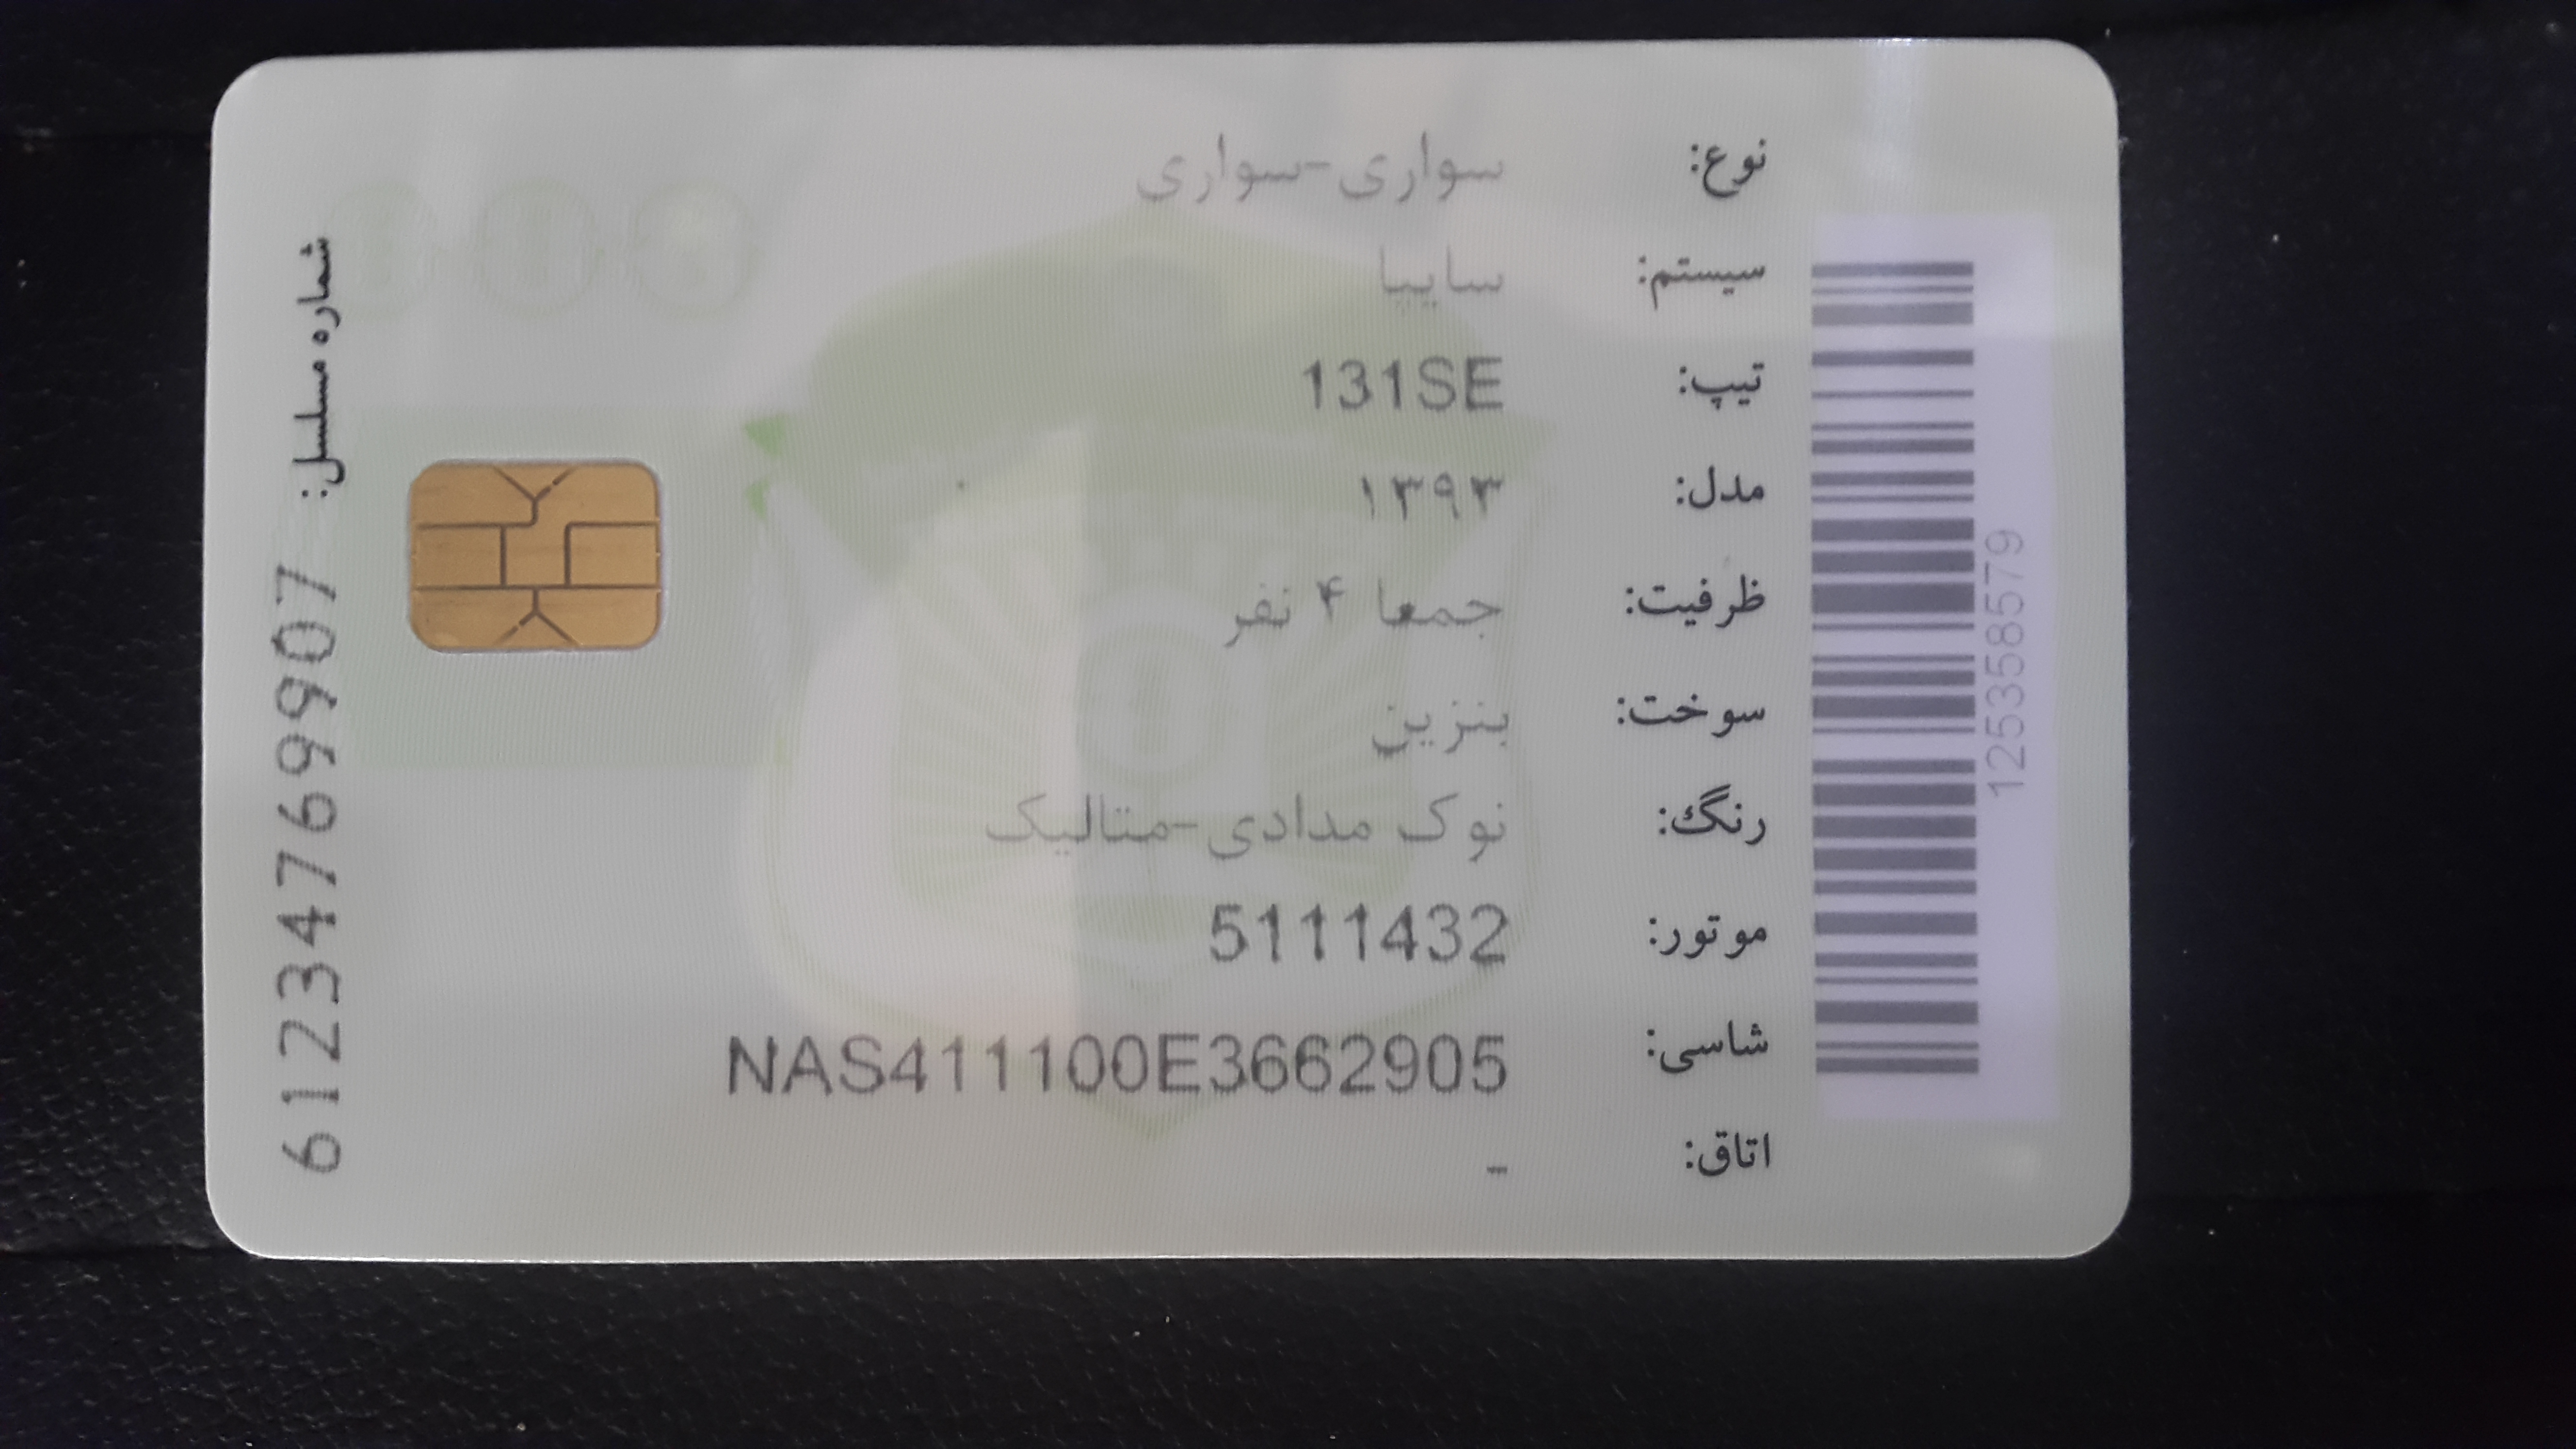 شماره مسلسل: 61234769907
نوع: سواری-سواری
سیستم: سایپا
تیپ: 131SE
مدل: ۱۳۹۳
ظرفیت: جمعا ۴ نفر
سوخت: بنزین
رنگ: نوک مدادی-متالیک
موتور: 5111432
شاسی: NAS411100E3662905
اتاق: -
125358579